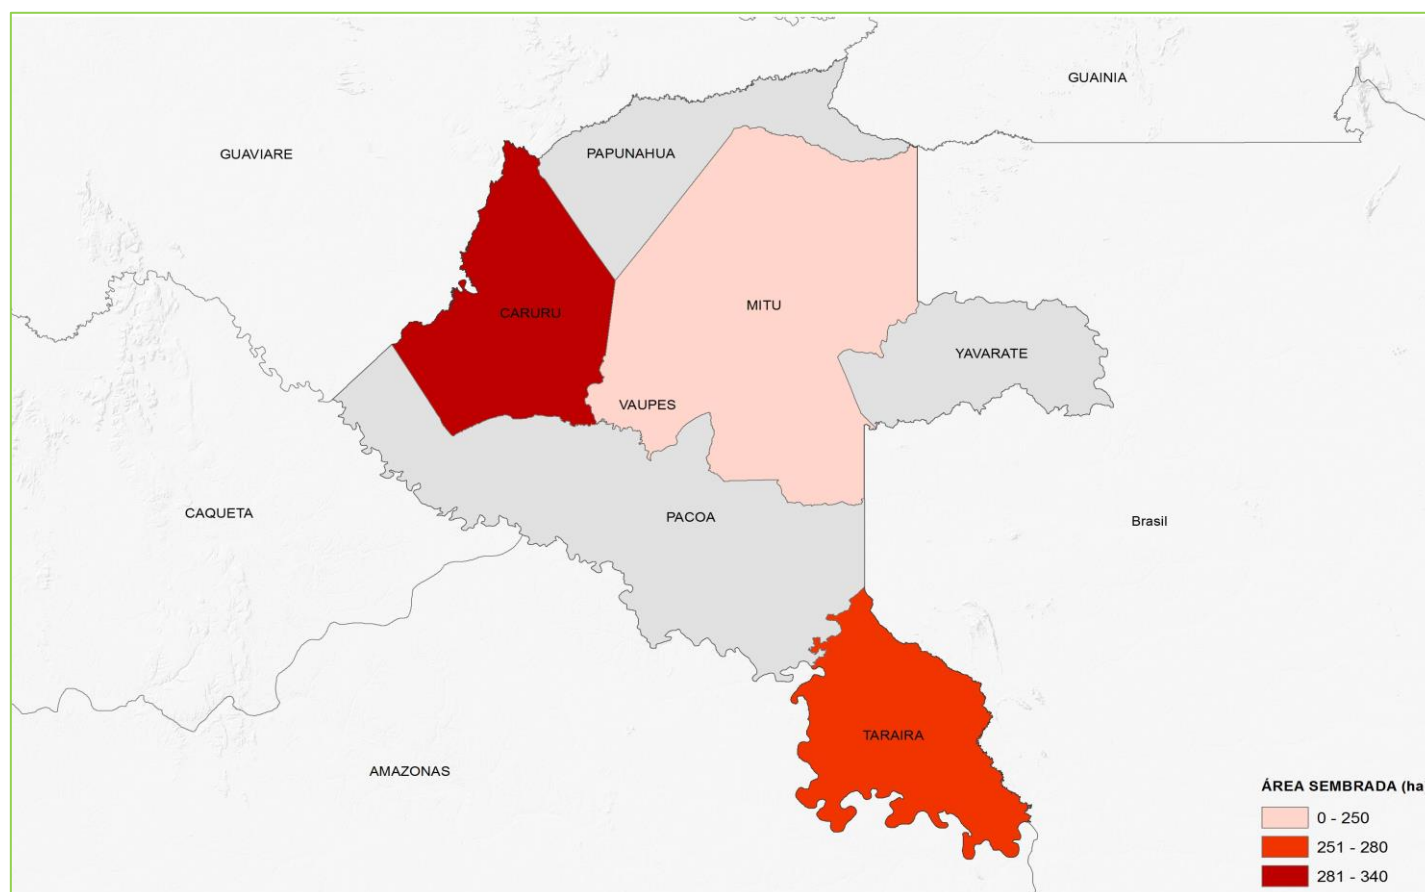 GUAINIA
GUAVIARE
PAPUNAHUA
MITU
CARURU
YAVARATE
VAUPES
CAQUETA
PACOA
Brasil
TARAIRA
AMAZONAS
ÁREA SEMBRADA (ha
0 - 250
251 - 280
281 - 340